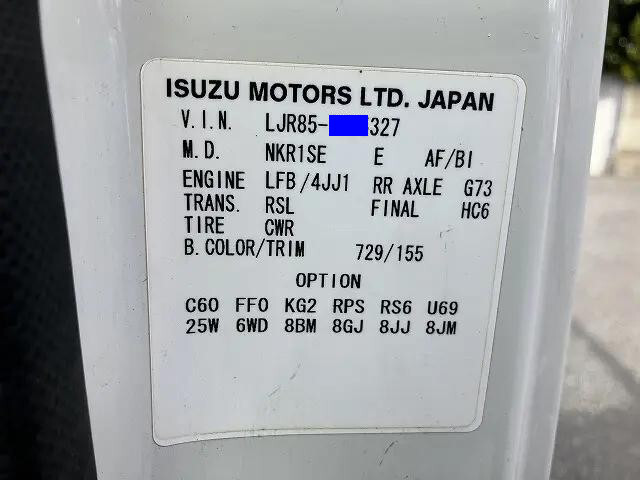 ISUZU MOTORS LTD. JAPAN
V.I.N. LJR85-327
M.D. NKR1SE E AF/BI
ENGINE LFB/4JJ1 RR AXLE G73
TRANS. RSL FINAL HC6
TIRE CWR
B.COLOR/TRIM 729/155
OPTION
C60 FF0 KG2 RPS RS6 U69
25W 6WD 8BM 8GJ 8JJ 8JM